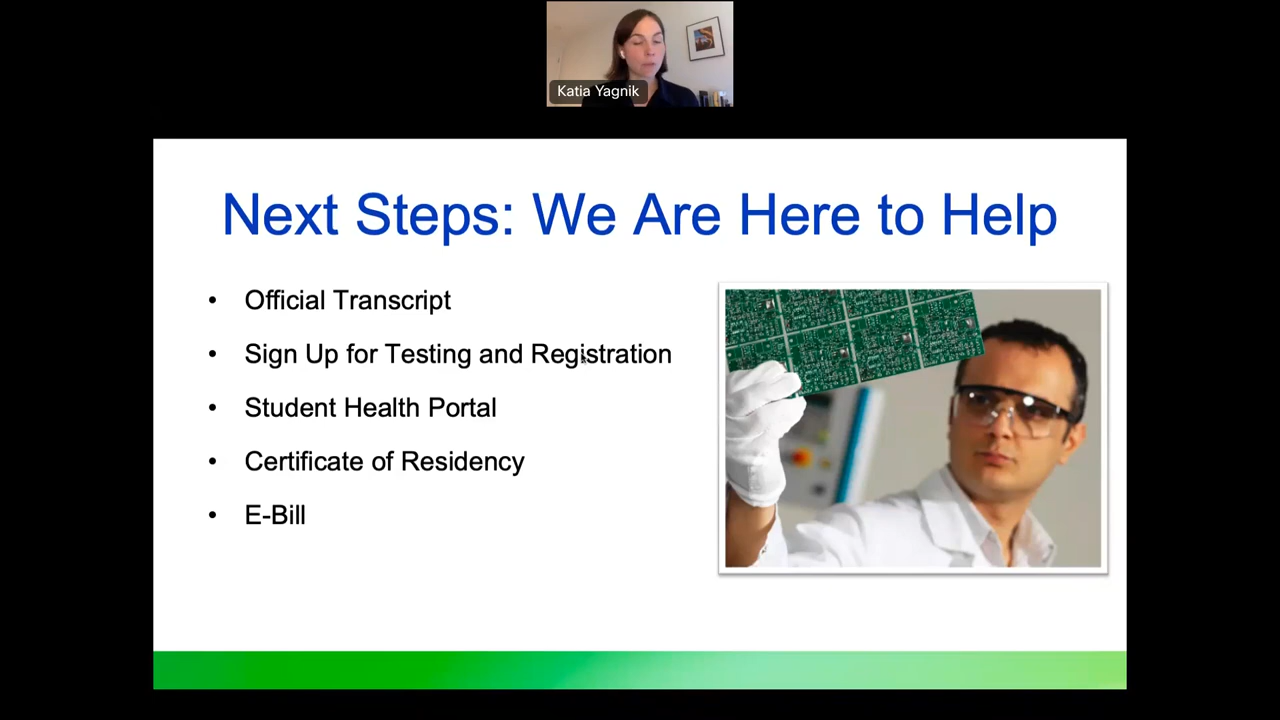 Katia Yagnik
Next Steps: We Are Here to Help
• Official Transcript
• Sign Up for Testing and Registration
• Student Health Portal
• Certificate of Residency
• E-Bill